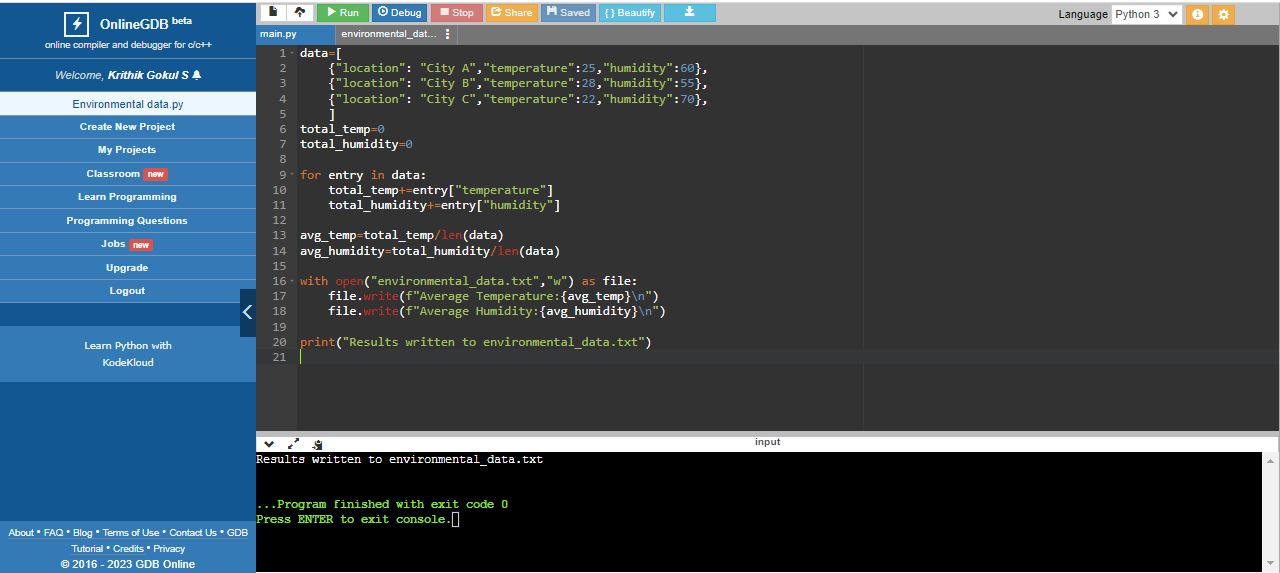 OnlineGDB beta
online compiler and debugger for c/c++
Welcome, Krithik Gokul S
Environmental data.py
Create New Project
My Projects
Classroom new
Learn Programming
Programming Questions
Jobs new
Upgrade
Logout
Learn Python with
KodeKloud
About • FAQ • Blog • Terms of Use • Contact Us • GDB
Tutorial • Credits • Privacy
© 2016 - 2023 GDB Online
Run Debug Stop Share Saved { } Beautify
Language Python 3
main.py environmental_dat...
1 data=[
2     {"location": "City A","temperature":25,"humidity":60},
3     {"location": "City B","temperature":28,"humidity":55},
4     {"location": "City C","temperature":22,"humidity":70},
5     ]
6 total_temp=0
7 total_humidity=0
8
9 for entry in data:
10     total_temp+=entry["temperature"]
11     total_humidity+=entry["humidity"]
12
13 avg_temp=total_temp/len(data)
14 avg_humidity=total_humidity/len(data)
15
16 with open("environmental_data.txt","w") as file:
17     file.write(f"Average Temperature:{avg_temp}\n")
18     file.write(f"Average Humidity:{avg_humidity}\n")
19
20 print("Results written to environmental_data.txt")
21
input
Results written to environmental_data.txt
...Program finished with exit code 0
Press ENTER to exit console.